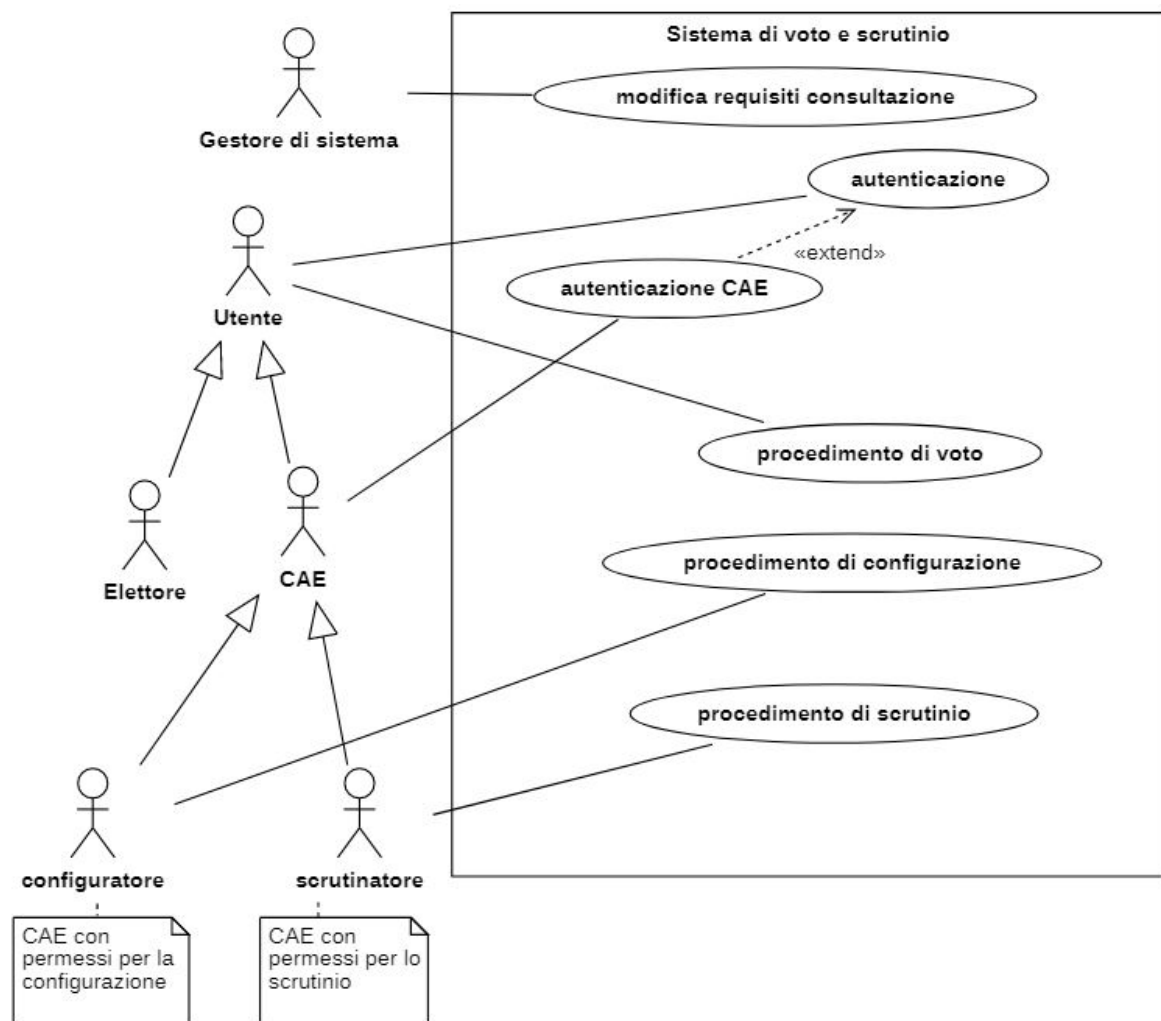 Sistema di voto e scrutinio
modifica requisiti consultazione
Gestore di sistema
autenticazione
«extend»
autenticazione CAE
Utente
procedimento di voto
procedimento di configurazione
CAE
Elettore
procedimento di scrutinio
configuratore
scrutinatore
CAE con
permessi per la
configurazione
CAE con
permessi per lo
scrutinio